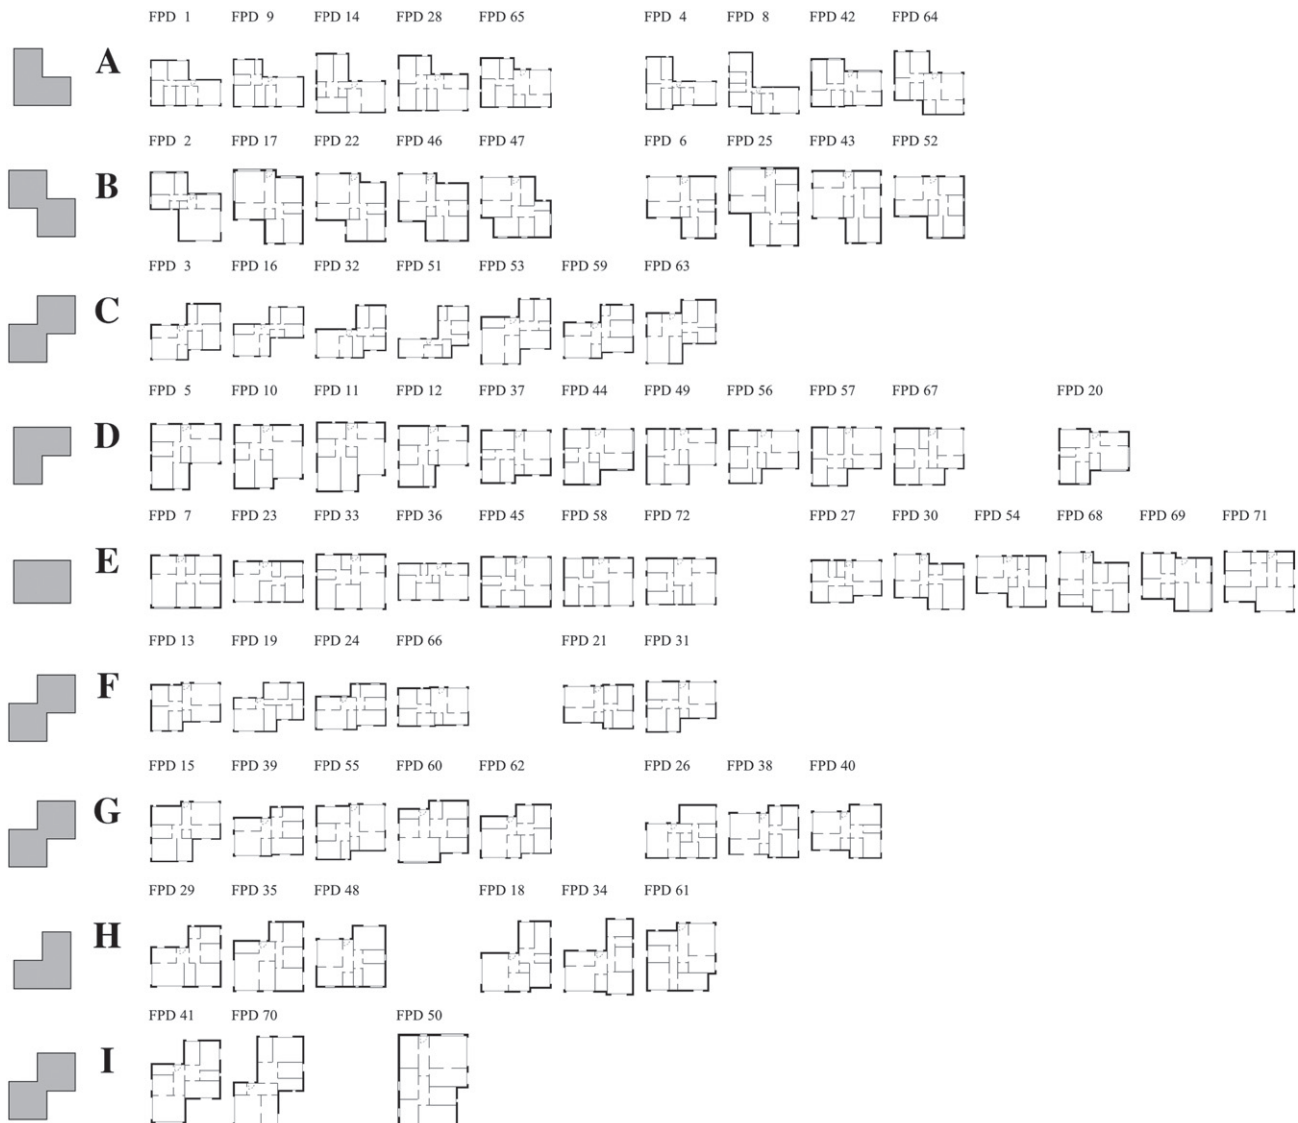 FPD 1 FPD 9 FPD 14 FPD 28 FPD 65 FPD 4 FPD 8 FPD 42 FPD 64
A
FPD 2 FPD 17 FPD 22 FPD 46 FPD 47 FPD 6 FPD 25 FPD 43 FPD 52
B
FPD 3 FPD 16 FPD 32 FPD 51 FPD 53 FPD 59 FPD 63
C
FPD 5 FPD 10 FPD 11 FPD 12 FPD 37 FPD 44 FPD 49 FPD 56 FPD 57 FPD 67 FPD 20
D
FPD 7 FPD 23 FPD 33 FPD 36 FPD 45 FPD 58 FPD 72 FPD 27 FPD 30 FPD 54 FPD 68 FPD 69 FPD 71
E
FPD 13 FPD 19 FPD 24 FPD 66 FPD 21 FPD 31
F
FPD 15 FPD 39 FPD 55 FPD 60 FPD 62 FPD 26 FPD 38 FPD 40
G
FPD 29 FPD 35 FPD 48 FPD 18 FPD 34 FPD 61
H
FPD 41 FPD 70 FPD 50
I